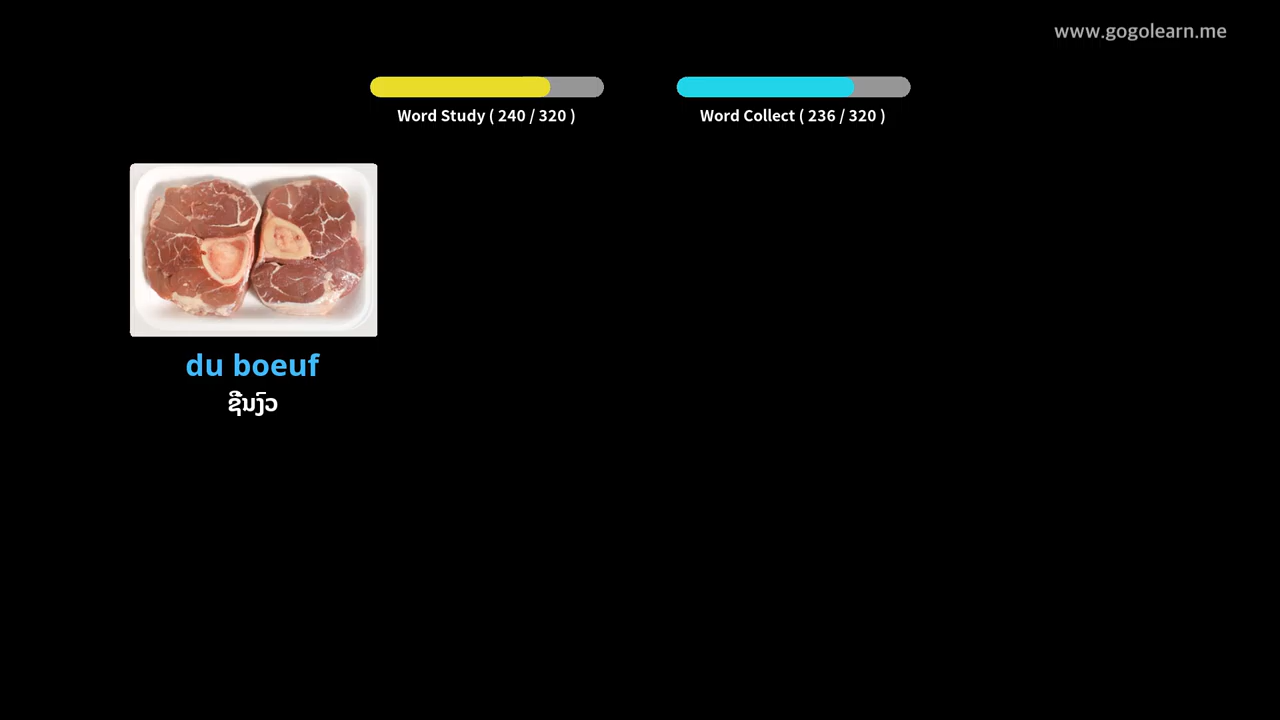 www.gogolearn.me
Word Study ( 240 / 320 )
Word Collect ( 236 / 320 )
du boeuf
ຊີ້ນງົວ